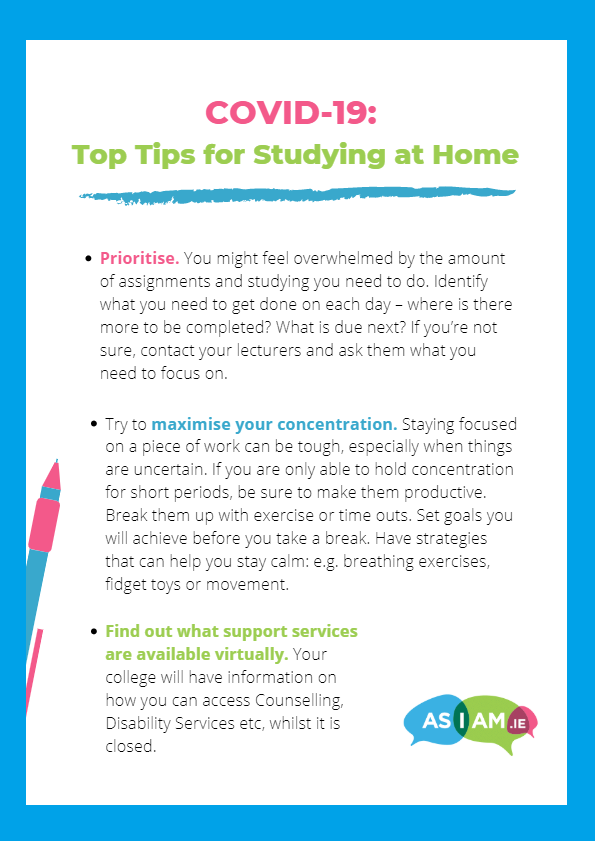 COVID-19:
Top Tips for Studying at Home
• Prioritise. You might feel overwhelmed by the amount
of assignments and studying you need to do. Identify
what you need to get done on each day – where is there
more to be completed? What is due next? If you're not
sure, contact your lecturers and ask them what you
need to focus on.
• Try to maximise your concentration. Staying focused
on a piece of work can be tough, especially when things
are uncertain. If you are only able to hold concentration
for short periods, be sure to make them productive.
Break them up with exercise or time outs. Set goals you
will achieve before you take a break. Have strategies
that can help you stay calm: e.g. breathing exercises,
fidget toys or movement.
• Find out what support services
are available virtually. Your
college will have information on
how you can access Counselling,
Disability Services etc, whilst it is
closed.
AS I AM.IE